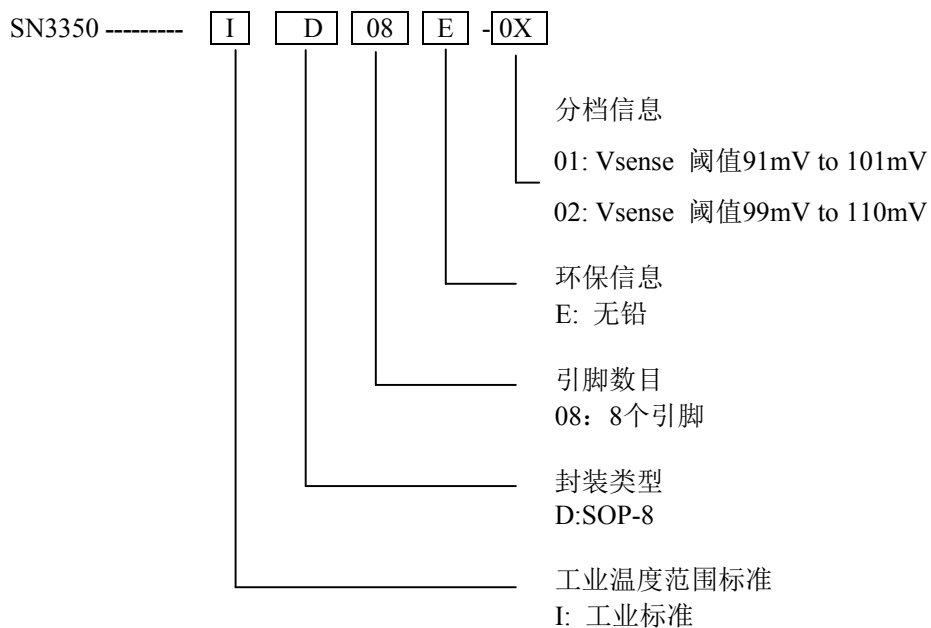 SN3350 --------- I D 08 E -0X
分档信息
01: Vsense 阈值91mV to 101mV
02: Vsense 阈值99mV to 110mV
环保信息
E: 无铅
引脚数目
08：8个引脚
封装类型
D:SOP-8
工业温度范围标准
I: 工业标准